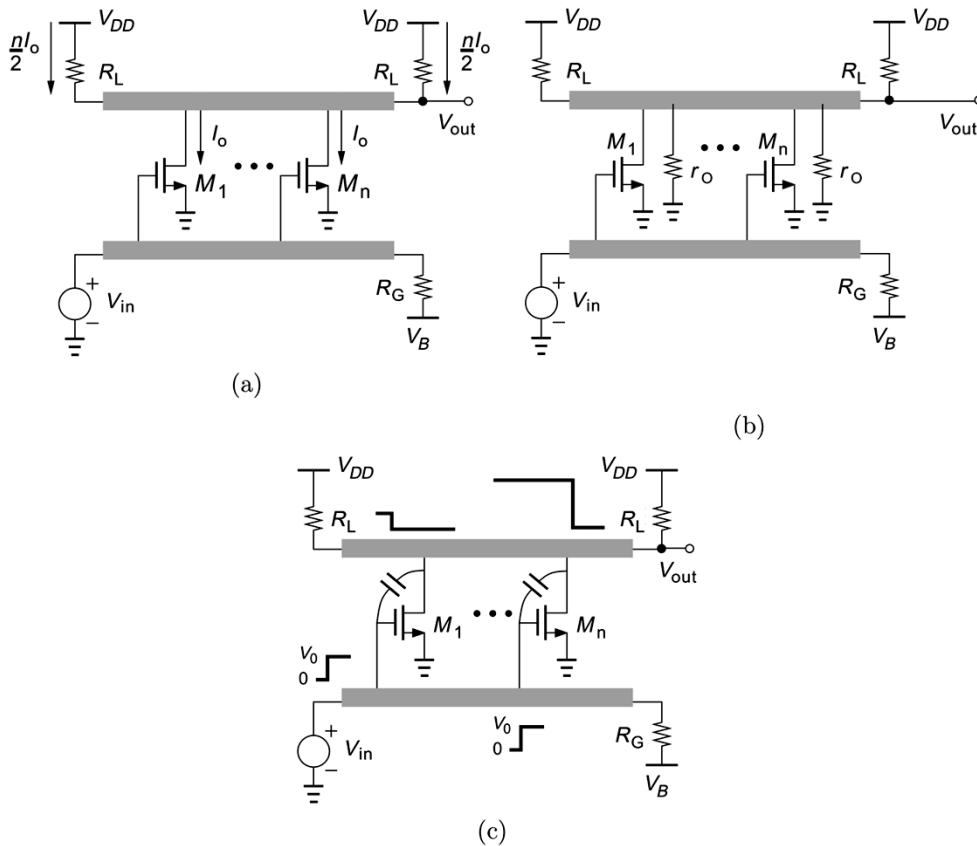 V_DD V_DD
n/2 I_o R_L R_L n/2 I_o
V_out
I_o I_o
M_1 M_n
V_in
R_G
V_B
(a)
V_DD V_DD
R_L R_L
V_out
M_1 r_O M_n r_O
V_in
R_G
V_B
(b)
V_DD V_DD
R_L R_L
V_out
M_1 M_n
V_0
0
V_0
0
V_in
R_G
V_B
(c)